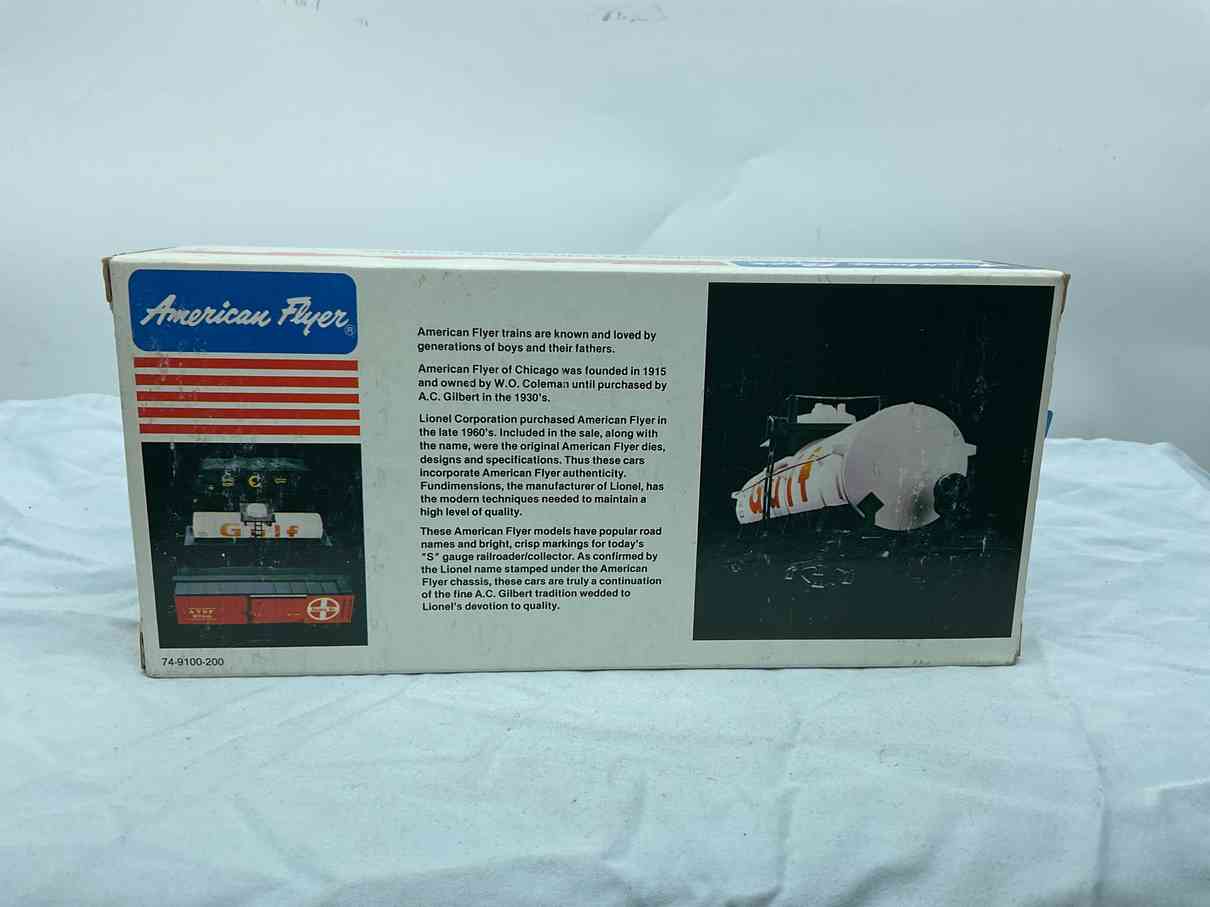 American Flyer ®
American Flyer trains are known and loved by
generations of boys and their fathers.
American Flyer of Chicago was founded in 1915
and owned by W.O. Coleman until purchased by
A.C. Gilbert in the 1930's.
Lionel Corporation purchased American Flyer in
the late 1960's. Included in the sale, along with
the name, were the original American Flyer dies,
designs and specifications. Thus these cars
incorporate American Flyer authenticity.
Fundimensions, the manufacturer of Lionel, has
the modern techniques needed to maintain a
high level of quality.
These American Flyer models have popular road
names and bright, crisp markings for today's
"S" gauge railroader/collector. As confirmed by
the Lionel name stamped under the American
Flyer chassis, these cars are truly a continuation
of the fine A.C. Gilbert tradition wedded to
Lionel's devotion to quality.
Gulf
Gulf
ATSF
74-9100-200